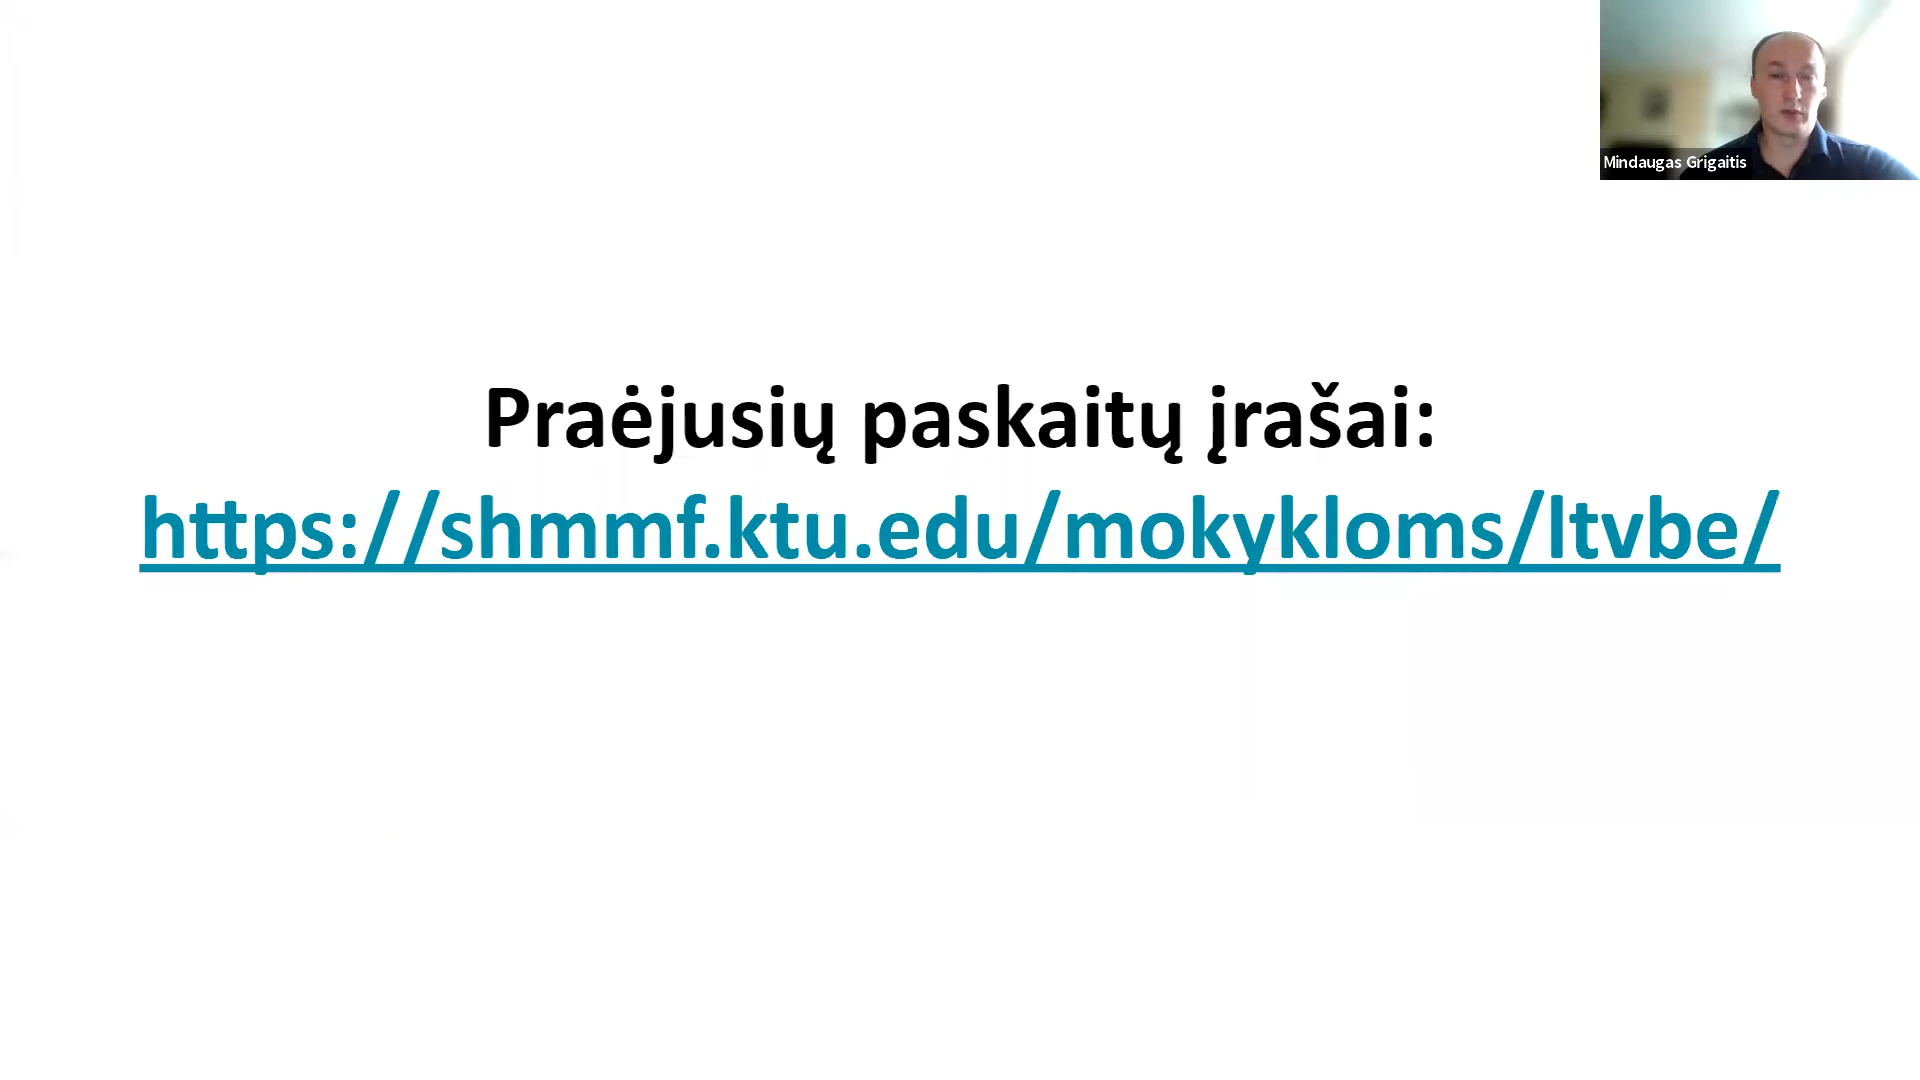 Mindaugas Grigaitis
Praėjusių paskaitų įrašai:
https://shmmf.ktu.edu/mokykloms/ltvbe/